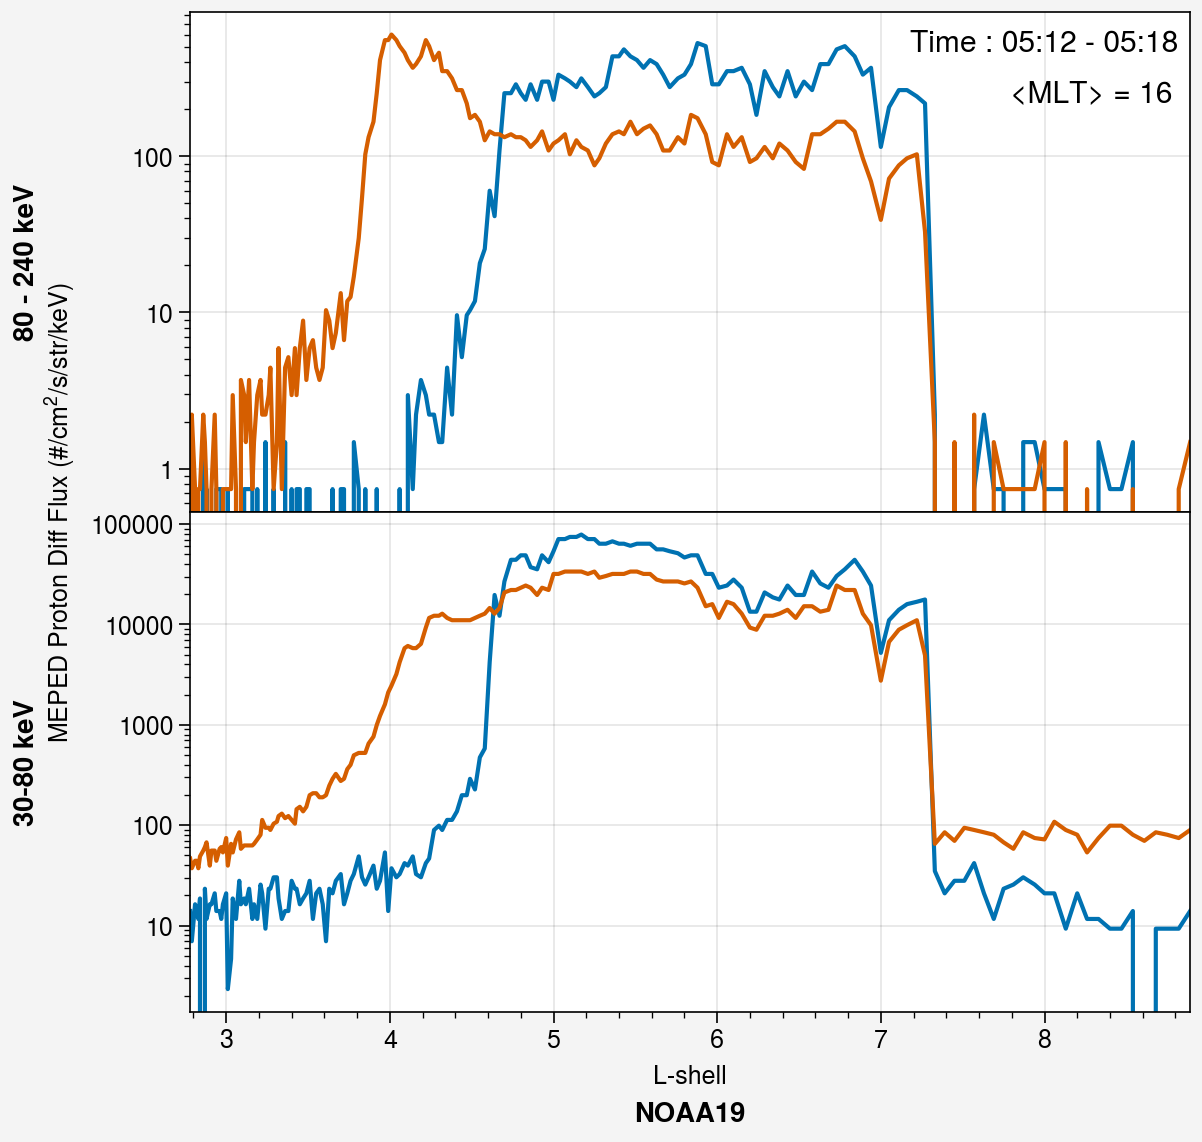 Time : 05:12 - 05:18
<MLT> = 16
80 - 240 keV
100
10
1
MEPED Proton Diff Flux (#/cm²/s/str/keV)
30-80 keV
100000
10000
1000
100
10
3 4 5 6 7 8
L-shell
NOAA19